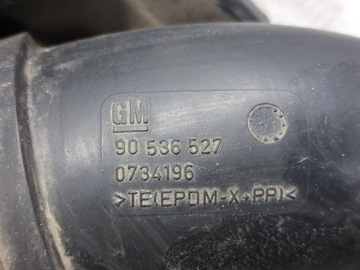 GM
90 536 527
0734196
>TE(EPDM-X+PP)<